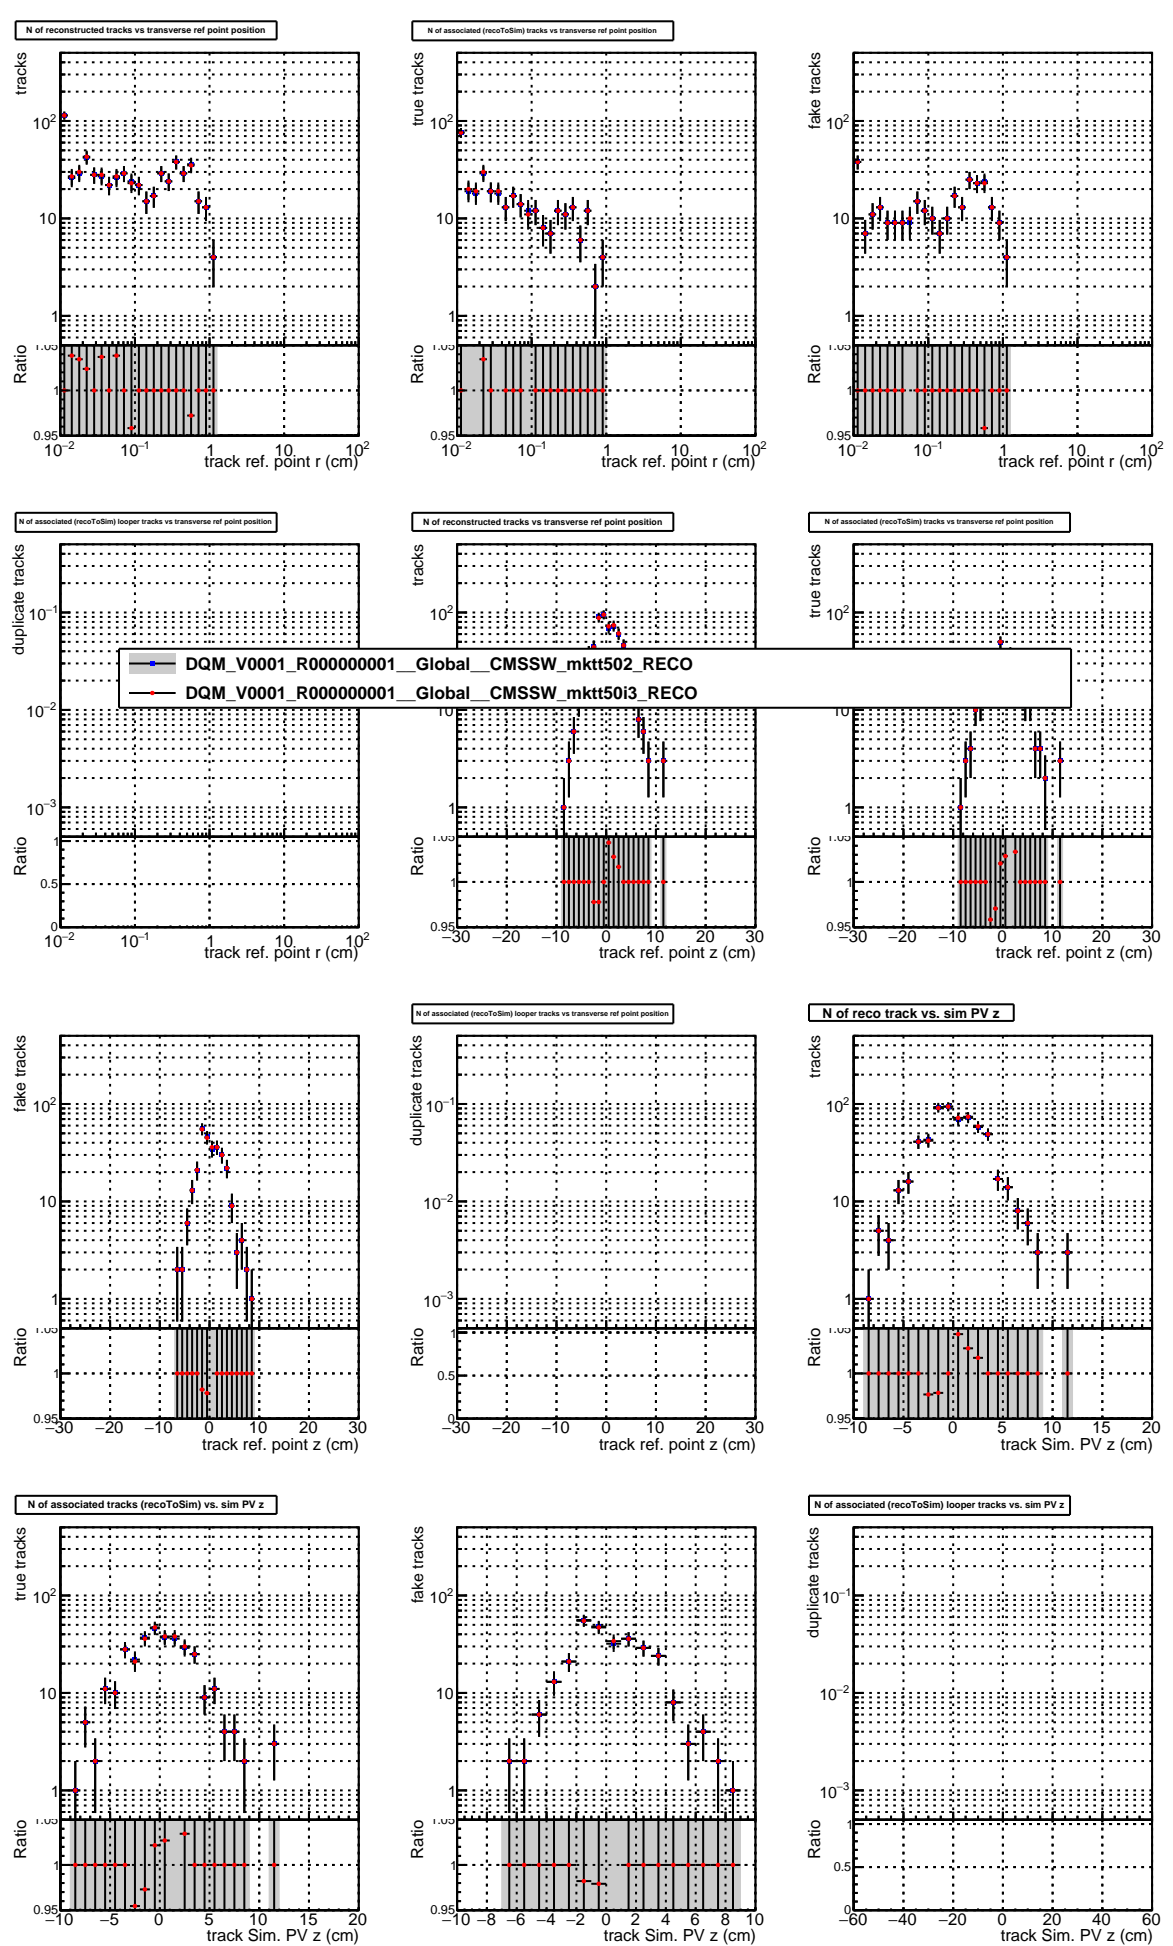 N of reconstructed tracks vs transverse ref point position
tracks
10²
10
1
Ratio
1.05
1
0.95
10⁻² 10⁻¹ 1 10 10²
track ref. point r (cm)
N of associated (recoToSim) tracks vs transverse ref point position
true tracks
10²
10
1
Ratio
1.05
1
0.95
10⁻² 10⁻¹ 1 10 10²
track ref. point r (cm)
fake tracks
10²
10
1
Ratio
1.05
1
0.95
10⁻² 10⁻¹ 1 10 10²
track ref. point r (cm)
N of associated (recoToSim) looper tracks vs transverse ref point position
duplicate tracks
10⁻¹
10⁻²
10⁻³
Ratio
1
0.5
0
10⁻² 10⁻¹ 1 10 10²
track ref. point r (cm)
N of reconstructed tracks vs transverse ref point position
tracks
10²
10
1
Ratio
1.05
1
0.95
−30 −20 −10 0 10 20 30
track ref. point z (cm)
N of associated (recoToSim) tracks vs transverse ref point position
true tracks
10²
10
1
Ratio
1.05
1
0.95
−30 −20 −10 0 10 20 30
track ref. point z (cm)
DQM_V0001_R000000001__Global__CMSSW_mktt502_RECO
DQM_V0001_R000000001__Global__CMSSW_mktt50i3_RECO
fake tracks
10²
10
1
Ratio
1.05
1
0.95
−30 −20 −10 0 10 20 30
track ref. point z (cm)
N of associated (recoToSim) looper tracks vs transverse ref point position
duplicate tracks
10⁻¹
10⁻²
10⁻³
Ratio
1
0.5
0
−30 −20 −10 0 10 20 30
track ref. point z (cm)
N of reco track vs. sim PV z
tracks
10²
10
1
Ratio
1.05
1
0.95
−10 −5 0 5 10 15 20
track Sim. PV z (cm)
N of associated tracks (recoToSim) vs. sim PV z
true tracks
10²
10
1
Ratio
1.05
1
0.95
−10 −5 0 5 10 15 20
track Sim. PV z (cm)
fake tracks
10²
10
1
Ratio
1.05
1
0.95
−10 −8 −6 −4 −2 0 2 4 6 8 10
track Sim. PV z (cm)
N of associated (recoToSim) looper tracks vs. sim PV z
duplicate tracks
10⁻¹
10⁻²
10⁻³
Ratio
1
0.5
0
−60 −40 −20 0 20 40 60
track Sim. PV z (cm)